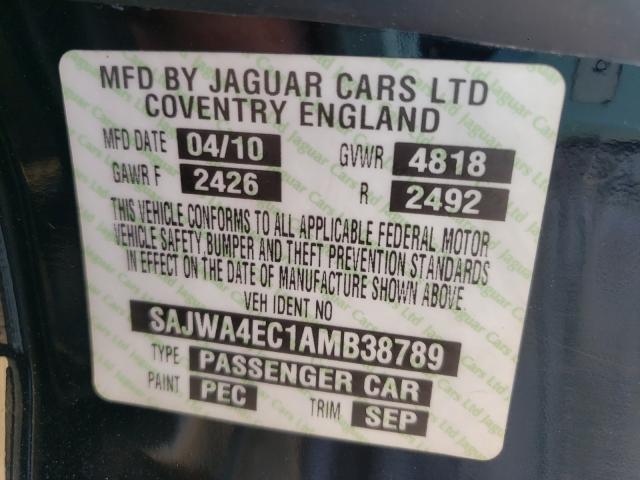 MFD BY JAGUAR CARS LTD
COVENTRY ENGLAND
MFD DATE 04/10 GVWR 4818
GAWR F 2426 R 2492
THIS VEHICLE CONFORMS TO ALL APPLICABLE FEDERAL MOTOR
VEHICLE SAFETY BUMPER AND THEFT PREVENTION STANDARDS
IN EFFECT ON THE DATE OF MANUFACTURE SHOWN ABOVE
VEH IDENT NO
SAJWA4EC1AMB38789
TYPE PASSENGER CAR
PAINT PEC TRIM SEP